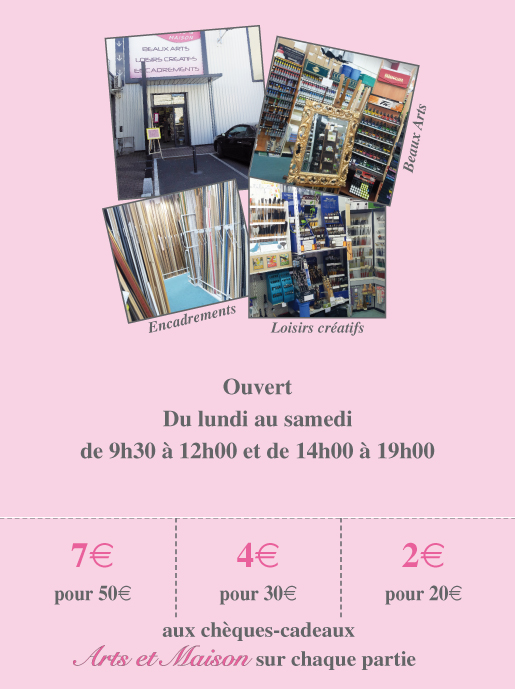 MAISON
BEAUX ARTS
LOISIRS CREATIFS
ENCADREMENTS
Beaux Arts
Encadrements
Loisirs créatifs
Ouvert
Du lundi au samedi
de 9h30 à 12h00 et de 14h00 à 19h00
7€ 4€ 2€
pour 50€ pour 30€ pour 20€
aux chèques-cadeaux
Arts et Maison sur chaque partie